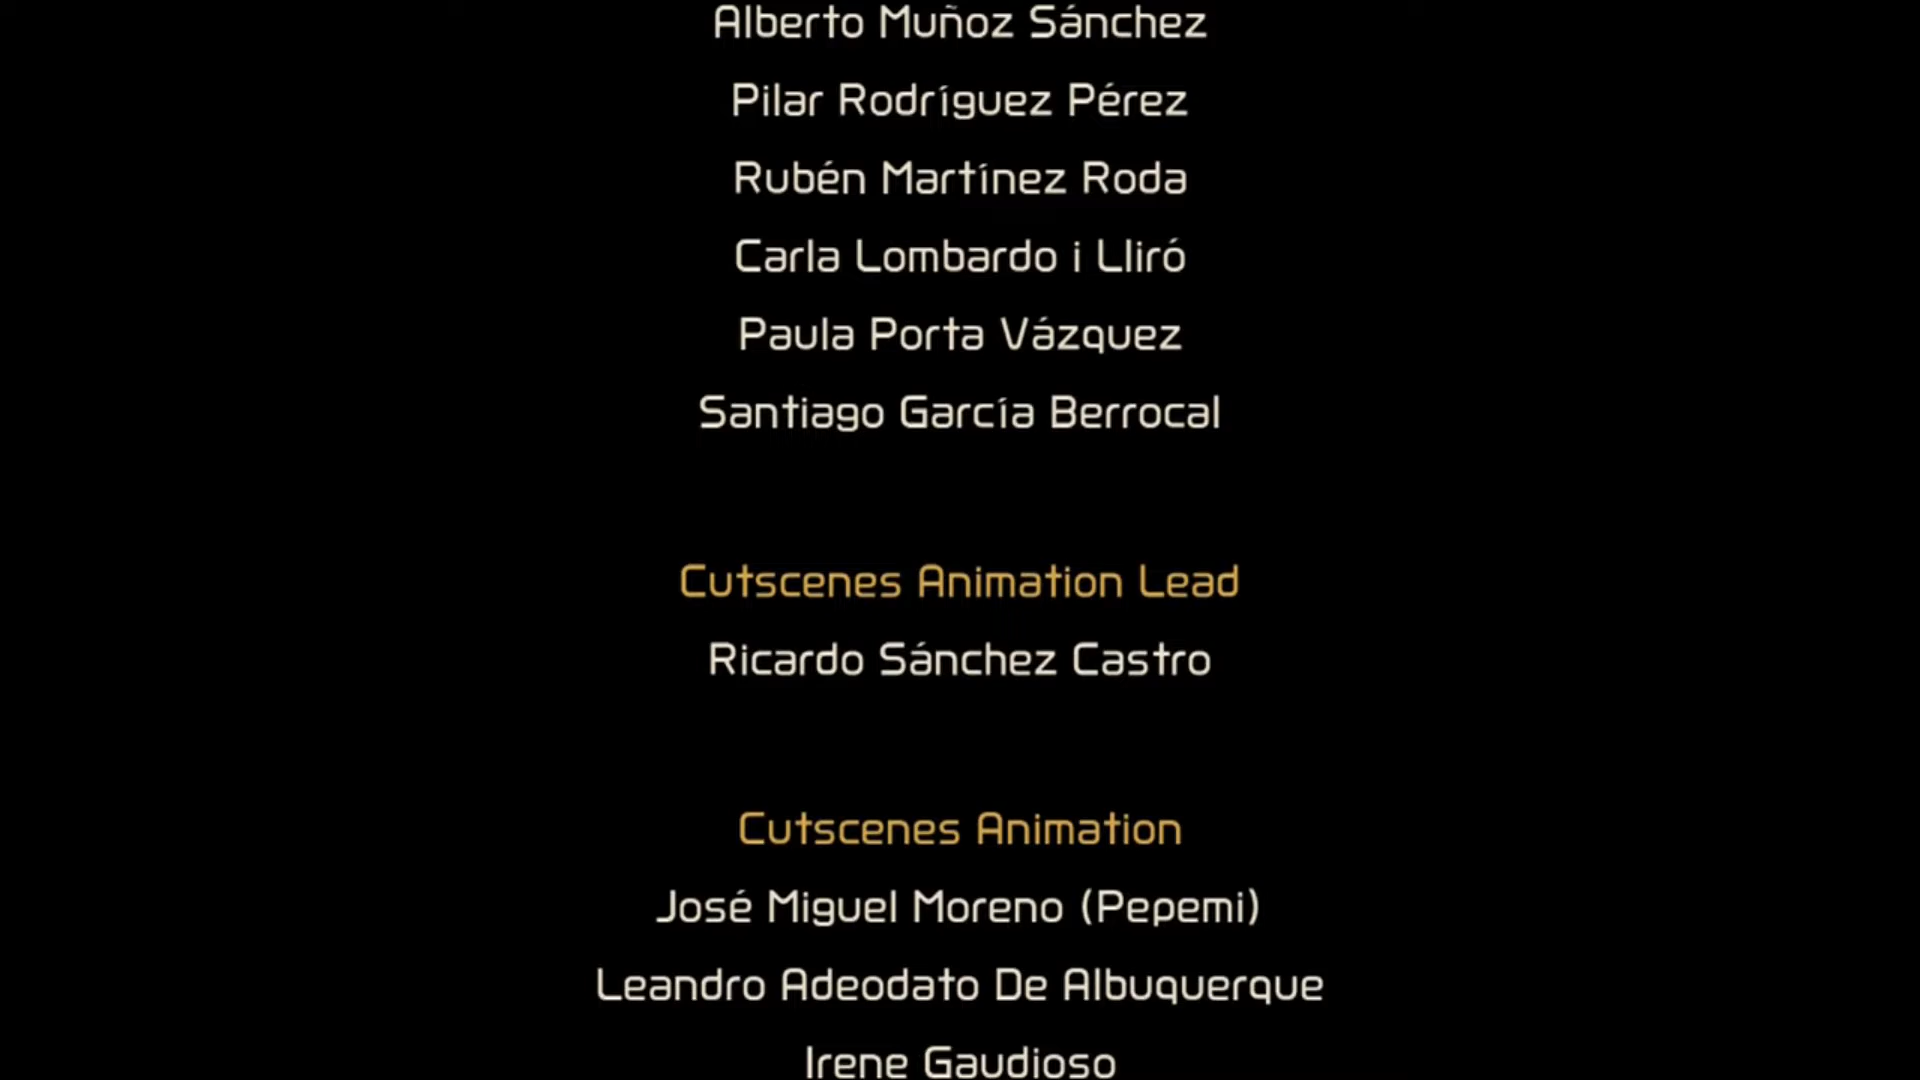 Alberto Muñoz Sánchez
Pilar Rodríguez Pérez
Rubén Martínez Roda
Carla Lombardo i Lliró
Paula Porta Vázquez
Santiago García Berrocal
Cutscenes Animation Lead
Ricardo Sánchez Castro
Cutscenes Animation
José Miguel Moreno (Pepemi)
Leandro Adeodato De Albuquerque
Irene Gaudioso